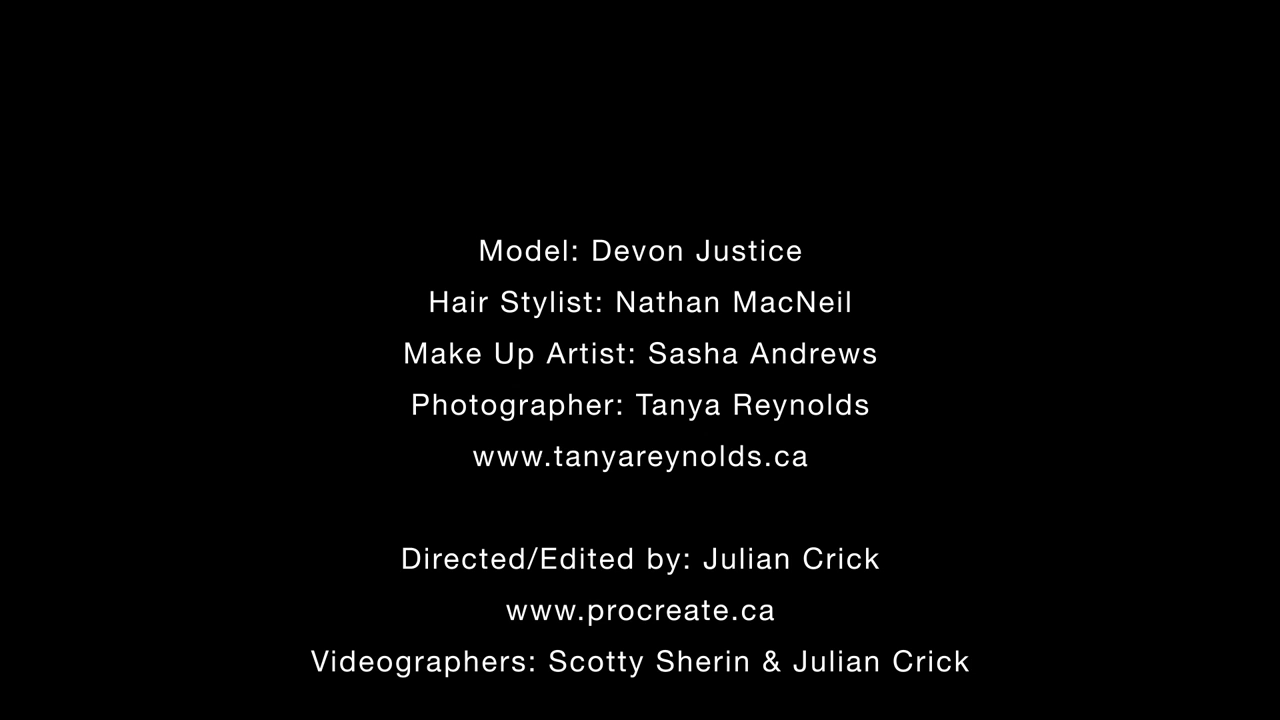 Model: Devon Justice
Hair Stylist: Nathan MacNeil
Make Up Artist: Sasha Andrews
Photographer: Tanya Reynolds
www.tanyareynolds.ca
Directed/Edited by: Julian Crick
www.procreate.ca
Videographers: Scotty Sherin & Julian Crick